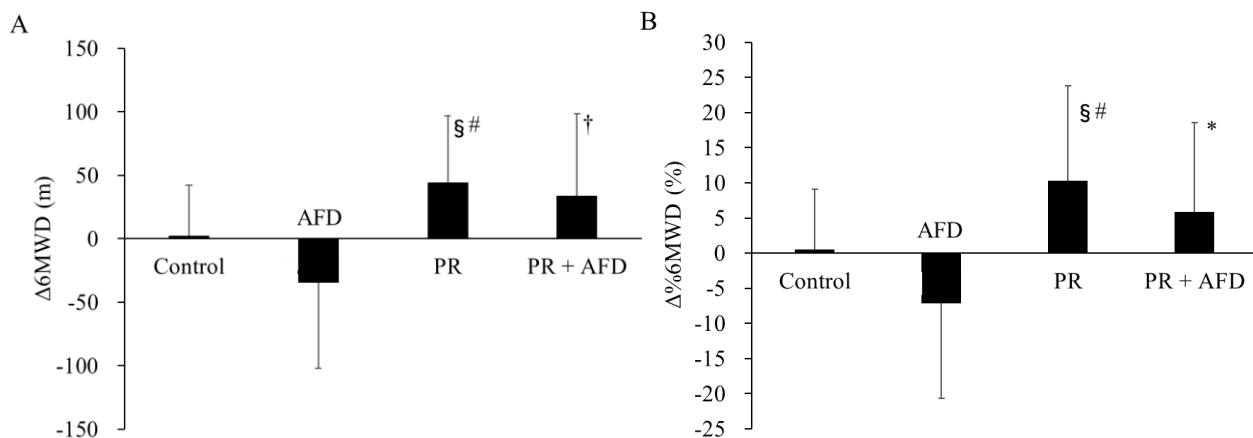 A
Δ6MWD (m)
150
100
50
0
-50
-100
-150
Control
AFD
PR
PR + AFD
§ #
†
B
Δ%6MWD (%)
30
25
20
15
10
5
0
-5
-10
-15
-20
-25
Control
AFD
PR
PR + AFD
§ #
*